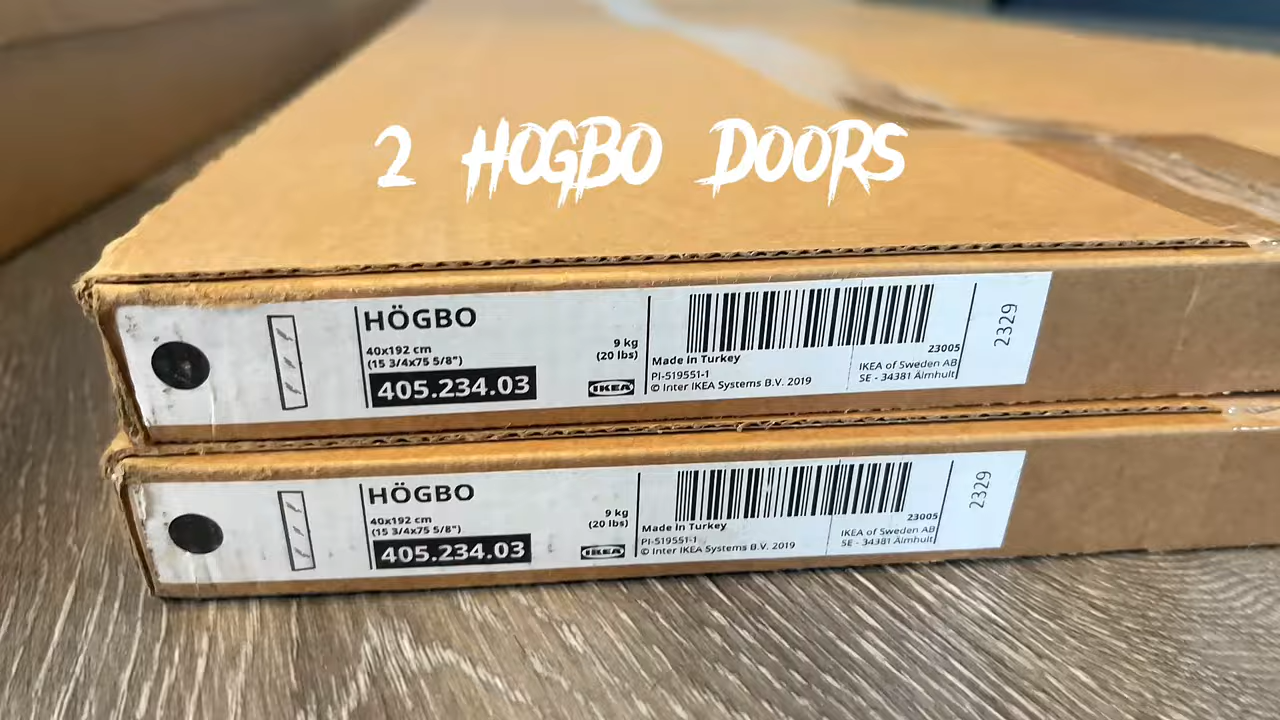 2 HOGBO DOORS
HÖGBO
40x192 cm
(15 3/4x75 5/8")
405.234.03
9 kg
(20 lbs)
IKEA
Made in Turkey
PI-519551-1
© Inter IKEA Systems B.V. 2019
23005
IKEA of Sweden AB
SE - 34381 Älmhult
2329
HÖGBO
40x192 cm
(15 3/4x75 5/8")
405.234.03
9 kg
(20 lbs)
IKEA
Made in Turkey
PI-519551-1
© Inter IKEA Systems B.V. 2019
23005
IKEA of Sweden AB
SE - 34381 Älmhult
2329